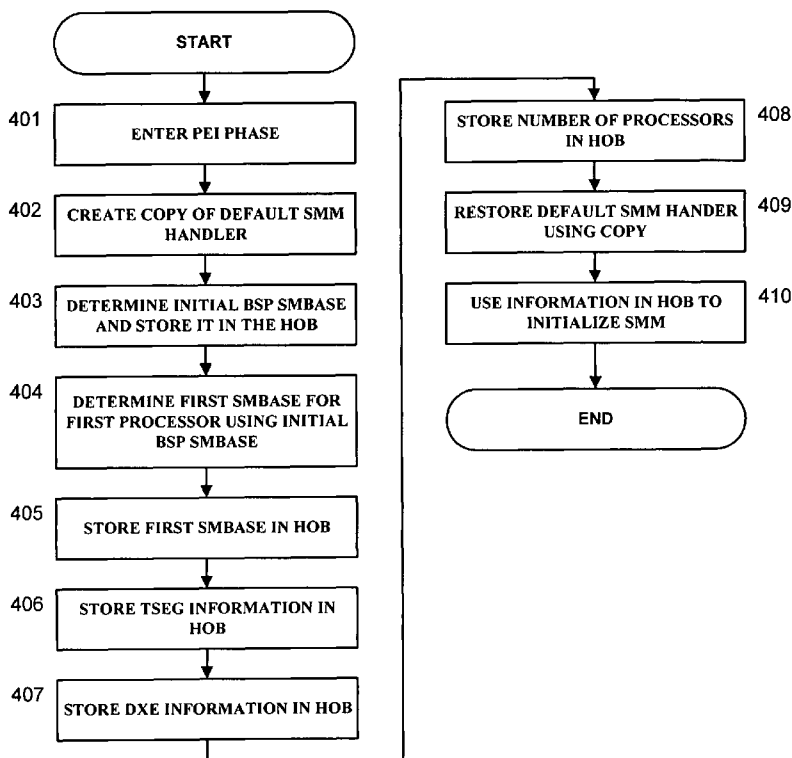 START
401
ENTER PEI PHASE
402
CREATE COPY OF DEFAULT SMM
HANDLER
403
DETERMINE INITIAL BSP SMBASE
AND STORE IT IN THE HOB
404
DETERMINE FIRST SMBASE FOR
FIRST PROCESSOR USING INITIAL
BSP SMBASE
405
STORE FIRST SMBASE IN HOB
406
STORE TSEG INFORMATION IN
HOB
407
STORE DXE INFORMATION IN HOB
STORE NUMBER OF PROCESSORS
IN HOB
408
RESTORE DEFAULT SMM HANDER
USING COPY
409
USE INFORMATION IN HOB TO
INITIALIZE SMM
410
END